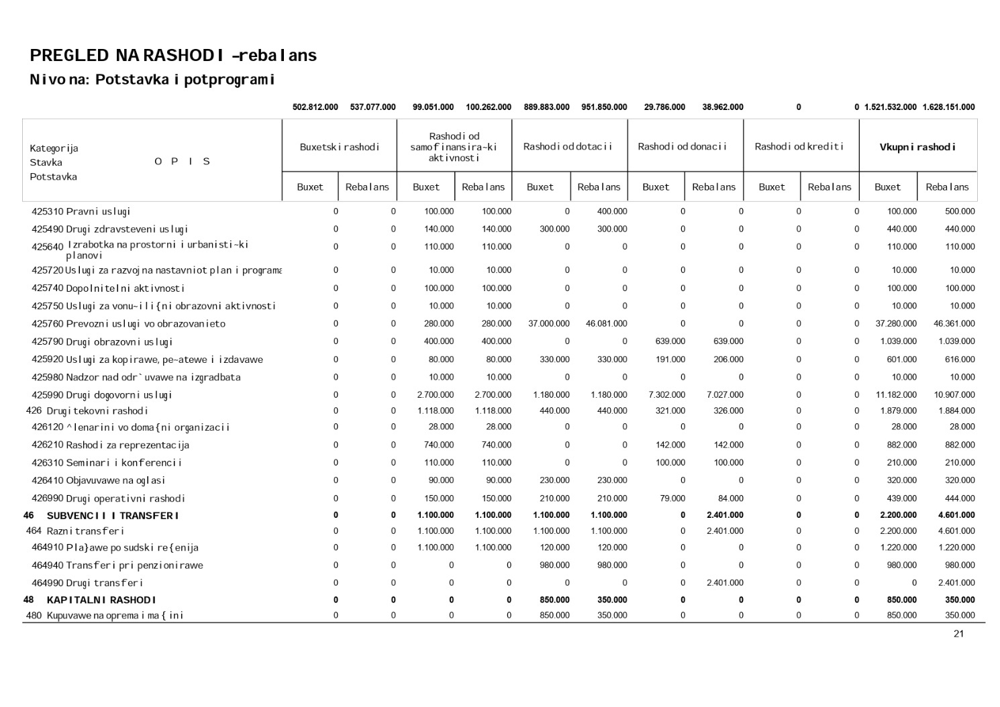 PREGLED NA RASHODI -rebalans
Nivo na: Potstavka i potprogrami
502.812.000 537.077.000 99.051.000 100.262.000 889.883.000 951.850.000 29.786.000 38.962.000 0 0 1.521.532.000 1.628.151.000
Kategorija
Stavka
Potstavka
O P I S
Buxetski rashodi
Rashodi od
samofinansira~ki
aktivnosti
Rashodi od dotacii
Rashodi od donacii
Rashodi od krediti
Vkupni rashodi
Buxet Rebalans Buxet Rebalans Buxet Rebalans Buxet Rebalans Buxet Rebalans Buxet Rebalans
425310 Pravni uslugi 0 0 100.000 100.000 0 400.000 0 0 0 0 100.000 500.000
425490 Drugi zdravsteveni uslugi 0 0 140.000 140.000 300.000 300.000 0 0 0 0 440.000 440.000
425640 Izrabotka na prostorni i urbanisti~ki 0 0 110.000 110.000 0 0 0 0 0 0 110.000 110.000
planovi
425720 Uslugi za razvoj na nastavniot plan i programa 0 0 10.000 10.000 0 0 0 0 0 0 10.000 10.000
425740 Dopolnitelni aktivnosti 0 0 100.000 100.000 0 0 0 0 0 0 100.000 100.000
425750 Uslugi za vonu~ili{ni obrazovni aktivnosti 0 0 10.000 10.000 0 0 0 0 0 0 10.000 10.000
425760 Prevozni uslugi vo obrazovanieto 0 0 280.000 280.000 37.000.000 46.081.000 0 0 0 0 37.280.000 46.361.000
425790 Drugi obrazovni uslugi 0 0 400.000 400.000 0 0 639.000 639.000 0 0 1.039.000 1.039.000
425920 Uslugi za kopirawe, pe~atewe i izdavawe 0 0 80.000 80.000 330.000 330.000 191.000 206.000 0 0 601.000 616.000
425980 Nadzor nad odr`uvawe na izgradbata 0 0 10.000 10.000 0 0 0 0 0 0 10.000 10.000
425990 Drugi dogovorni uslugi 0 0 2.700.000 2.700.000 1.180.000 1.180.000 7.302.000 7.027.000 0 0 11.182.000 10.907.000
426 Drugi tekovni rashodi 0 0 1.118.000 1.118.000 440.000 440.000 321.000 326.000 0 0 1.879.000 1.884.000
426120 ^lenarini vo doma{ni organizacii 0 0 28.000 28.000 0 0 0 0 0 0 28.000 28.000
426210 Rashodi za reprezentacija 0 0 740.000 740.000 0 0 142.000 142.000 0 0 882.000 882.000
426310 Seminari i konferencii 0 0 110.000 110.000 0 0 100.000 100.000 0 0 210.000 210.000
426410 Objavuvawe na oglasi 0 0 90.000 90.000 230.000 230.000 0 0 0 0 320.000 320.000
426990 Drugi operativni rashodi 0 0 150.000 150.000 210.000 210.000 79.000 84.000 0 0 439.000 444.000
46 SUBVENCII I TRANSFERI 0 0 1.100.000 1.100.000 1.100.000 1.100.000 0 2.401.000 0 0 2.200.000 4.601.000
464 Razni transferi 0 0 1.100.000 1.100.000 1.100.000 1.100.000 0 2.401.000 0 0 2.200.000 4.601.000
464910 Pla}awe po sudski re{enija 0 0 1.100.000 1.100.000 120.000 120.000 0 0 0 0 1.220.000 1.220.000
464940 Transferi pri penzionirawe 0 0 0 0 980.000 980.000 0 0 0 0 980.000 980.000
464990 Drugi transferi 0 0 0 0 0 0 0 2.401.000 0 0 0 2.401.000
48 KAPITALNI RASHODI 0 0 0 0 850.000 350.000 0 0 0 0 850.000 350.000
480 Kupuvawe na oprema i ma{ini 0 0 0 0 850.000 350.000 0 0 0 0 850.000 350.000
21